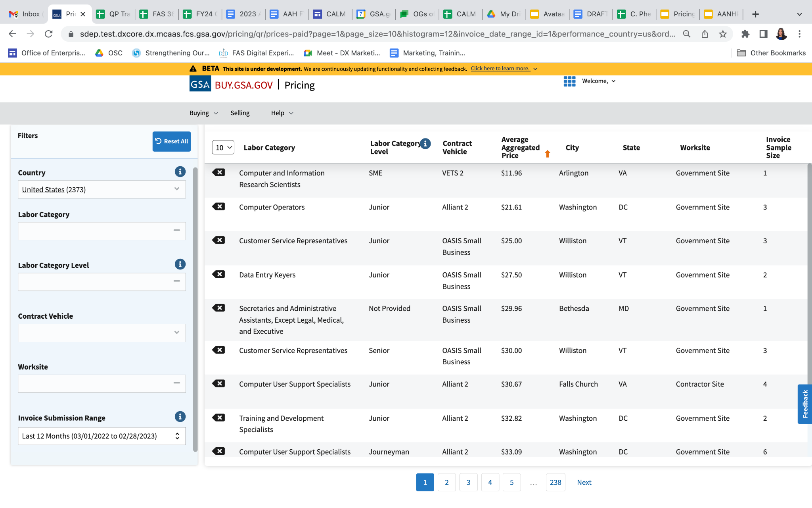 Inbox
Pri
QP Tra
FAS 3
FY24
2023
AAH F
CALM
GSA.g
OGs o
CALM
My Dr
Avata
DRAFT
C. Phe
Pricing
AANHI
sdep.test.dxcore.dx.mcaas.fcs.gsa.gov/pricing/qr/prices-paid?page=1&page_size=10&histogram=12&invoice_date_range_id=1&performance_country=us&ord...
Office of Enterpris...
OSC
Strengthening Our...
FAS Digital Experi...
Meet – DX Marketi...
Marketing, Trainin...
Other Bookmarks
BETA This site is under development. We are continuously updating functionality and collecting feedback. Click here to learn more.
GSA BUY.GSA.GOV | Pricing
Welcome,
Buying
Selling
Help
Filters
Reset All
Country
United States (2373)
Labor Category
Labor Category Level
Contract Vehicle
Worksite
Invoice Submission Range
Last 12 Months (03/01/2022 to 02/28/2023)
10 Labor Category Labor Category Level Contract Vehicle Average Aggregated Price City State Worksite Invoice Sample Size
Computer and Information Research Scientists SME VETS 2 $11.96 Arlington VA Government Site 1
Computer Operators Junior Alliant 2 $21.61 Washington DC Government Site 3
Customer Service Representatives Junior OASIS Small Business $25.00 Williston VT Government Site 3
Data Entry Keyers Junior OASIS Small Business $27.50 Williston VT Government Site 2
Secretaries and Administrative Assistants, Except Legal, Medical, and Executive Not Provided OASIS Small Business $29.96 Bethesda MD Government Site 1
Customer Service Representatives Senior OASIS Small Business $30.00 Williston VT Government Site 3
Computer User Support Specialists Junior Alliant 2 $30.67 Falls Church VA Contractor Site 4
Training and Development Specialists Junior Alliant 2 $32.82 Washington DC Government Site 2
Computer User Support Specialists Journeyman Alliant 2 $33.09 Washington DC Government Site 6
Feedback
1 2 3 4 5 ... 238 Next